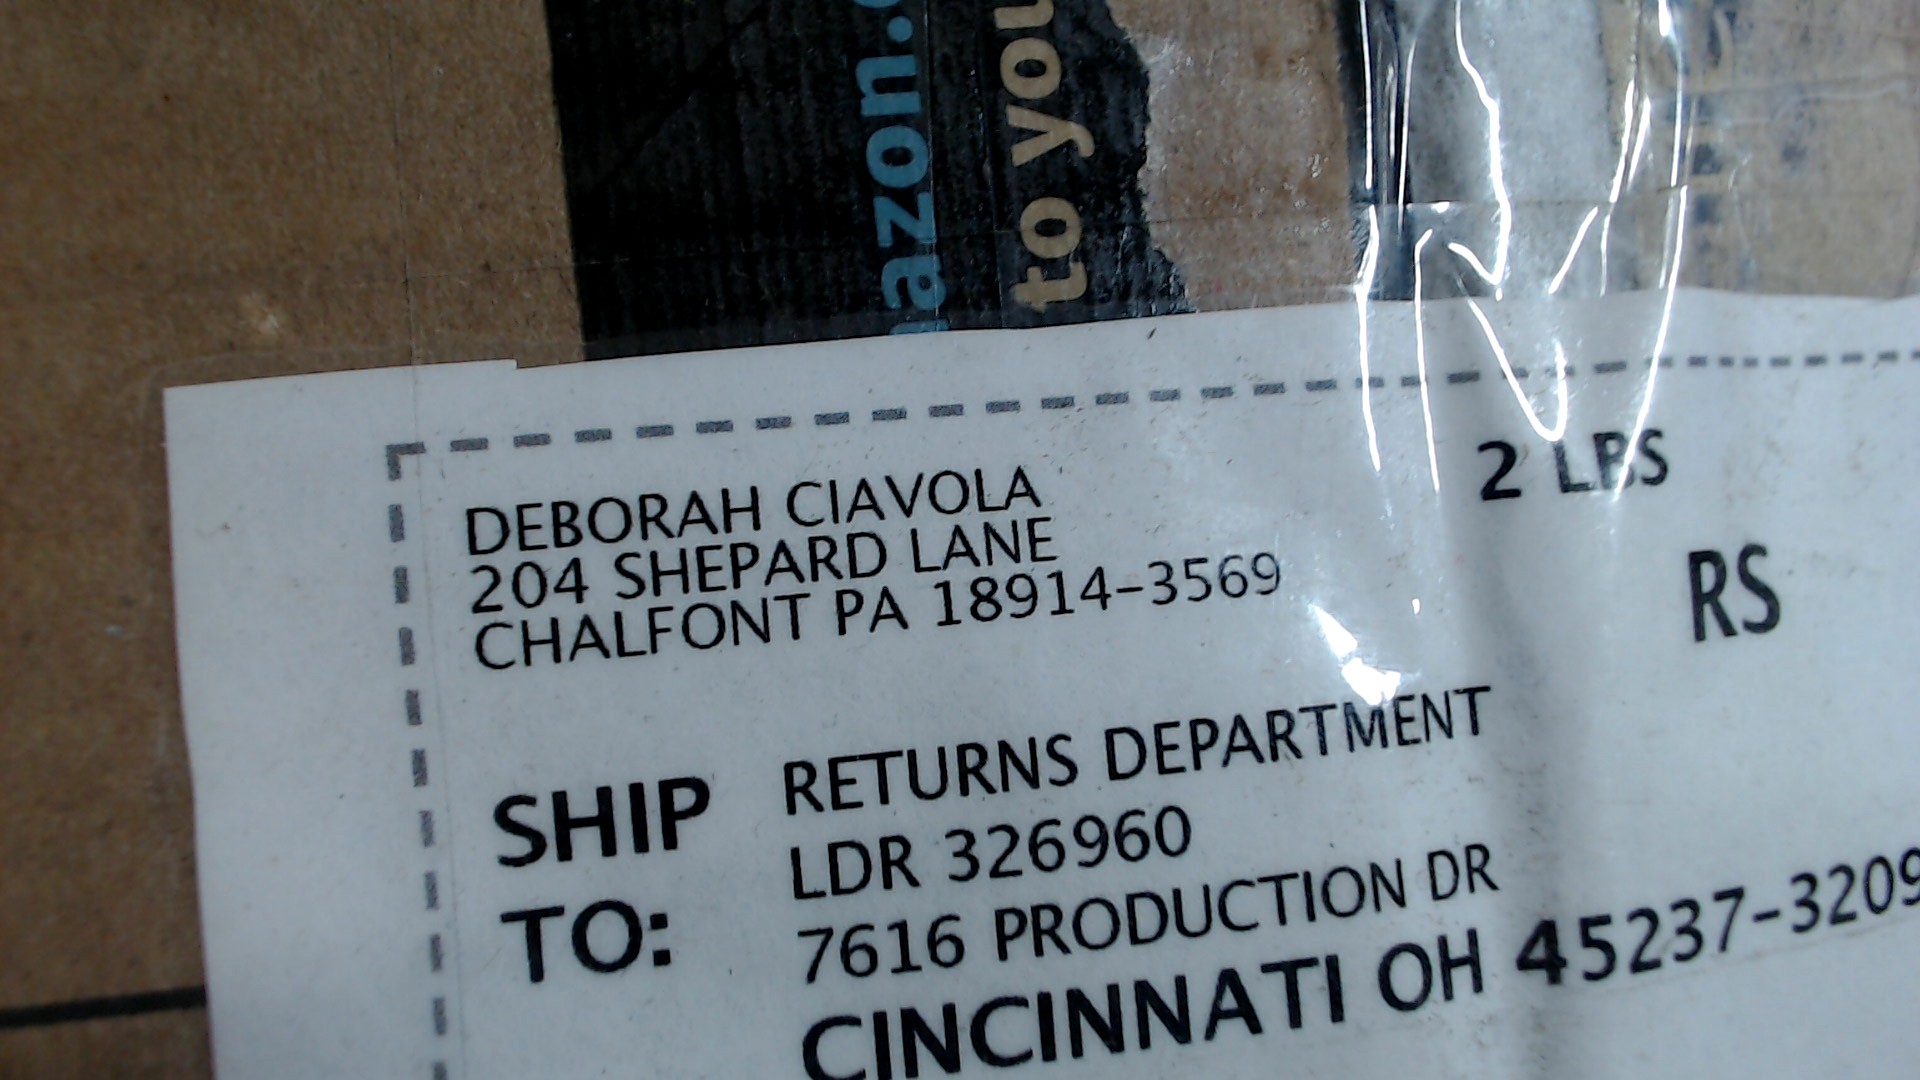 azon.
to you
DEBORAH CIAVOLA
204 SHEPARD LANE
CHALFONT PA 18914-3569
2 LBS
RS
SHIP TO:
RETURNS DEPARTMENT
LDR 326960
7616 PRODUCTION DR
CINCINNATI OH 45237-3209